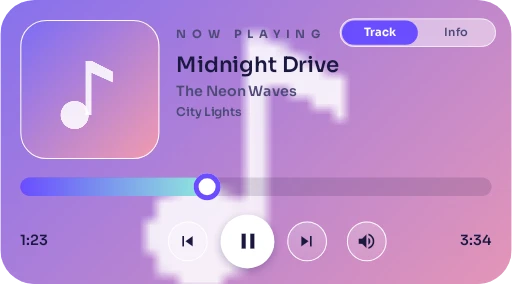 NOW PLAYING
Track
Info
Midnight Drive
The Neon Waves
City Lights
1:23
3:34